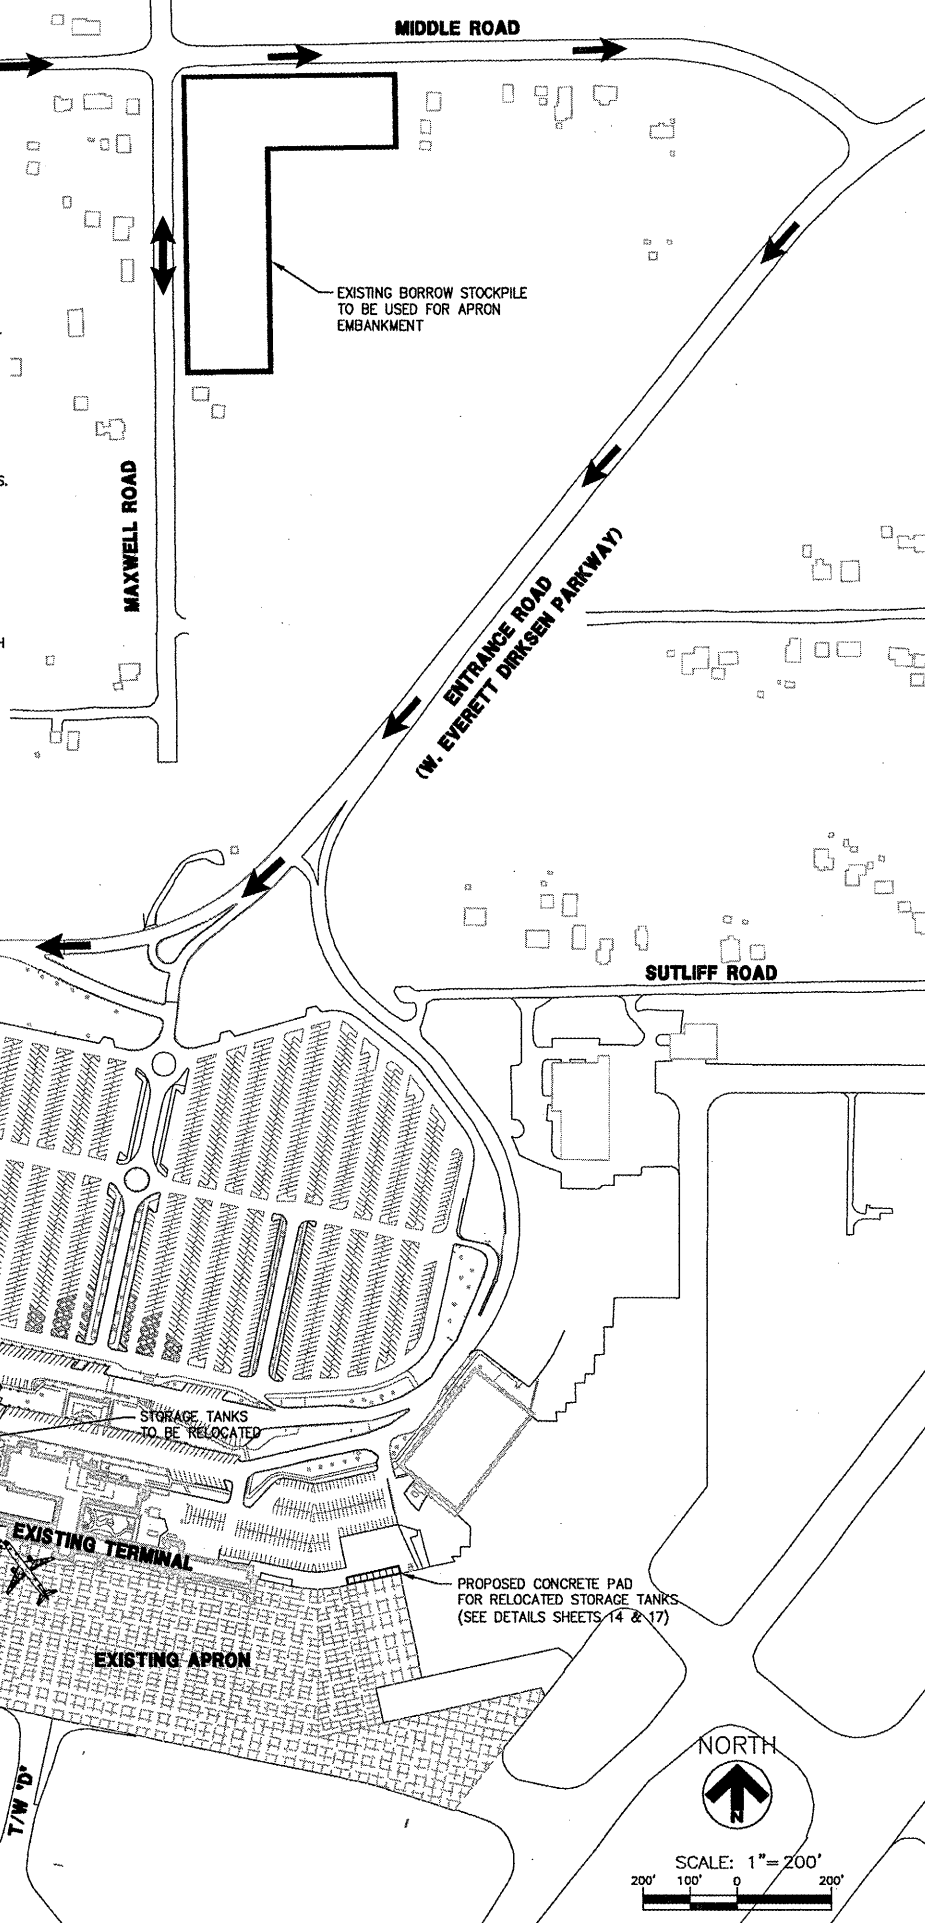 MIDDLE ROAD
EXISTING BORROW STOCKPILE
TO BE USED FOR APRON
EMBANKMENT
S.
MAXWELL ROAD
H
ENTRANCE ROAD
(W. EVERETT DIRKSEN PARKWAY)
SUTLIFF ROAD
STORAGE TANKS
TO BE RELOCATED
EXISTING TERMINAL
PROPOSED CONCRETE PAD
FOR RELOCATED STORAGE TANKS
(SEE DETAILS SHEETS 14 & 17)
EXISTING APRON
T/W "D"
NORTH
N
SCALE: 1"= 200'
200' 100' 0 200'